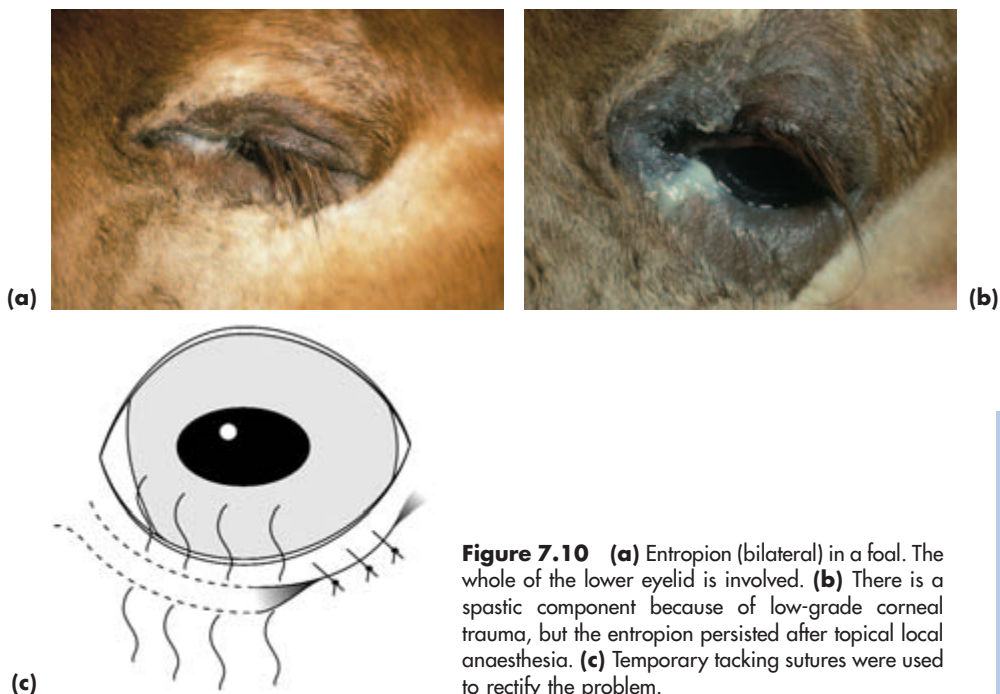 (a)
(b)
(c)
Figure 7.10 (a) Entropion (bilateral) in a foal. The
whole of the lower eyelid is involved. (b) There is a
spastic component because of low-grade corneal
trauma, but the entropion persisted after topical local
anaesthesia. (c) Temporary tacking sutures were used
to rectify the problem.